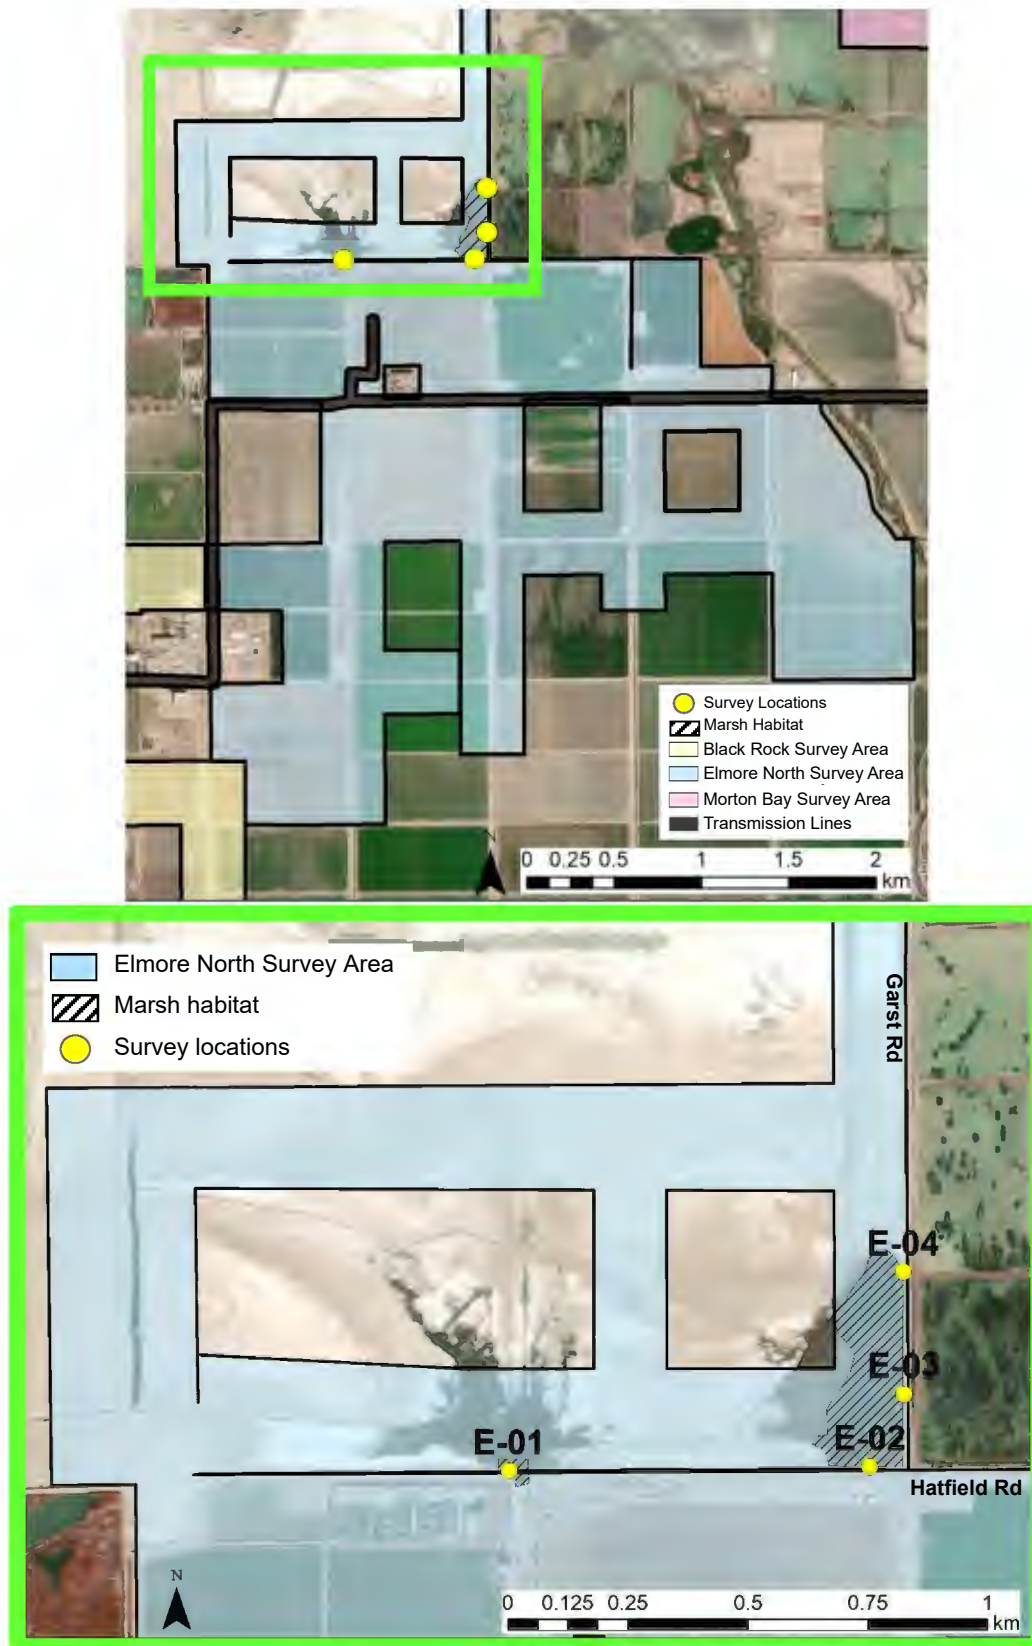 Survey Locations
Marsh Habitat
Black Rock Survey Area
Elmore North Survey Area
Morton Bay Survey Area
Transmission Lines
N
0 0.25 0.5 1 1.5 2
km
Elmore North Survey Area
Marsh habitat
Survey locations
Garst Rd
E-04
E-03
E-02
E-01
Hatfield Rd
N
0 0.125 0.25 0.5 0.75 1
km